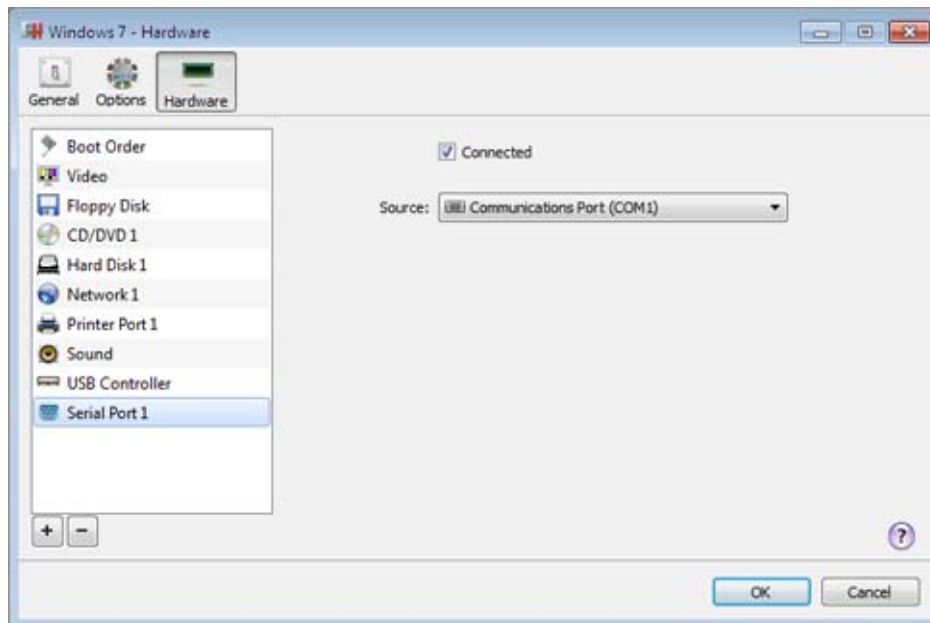 Windows 7 - Hardware
General Options Hardware
Boot Order
Video
Floppy Disk
CD/DVD 1
Hard Disk 1
Network 1
Printer Port 1
Sound
USB Controller
Serial Port 1
Connected
Source: Communications Port (COM1)
+ -
?
OK Cancel